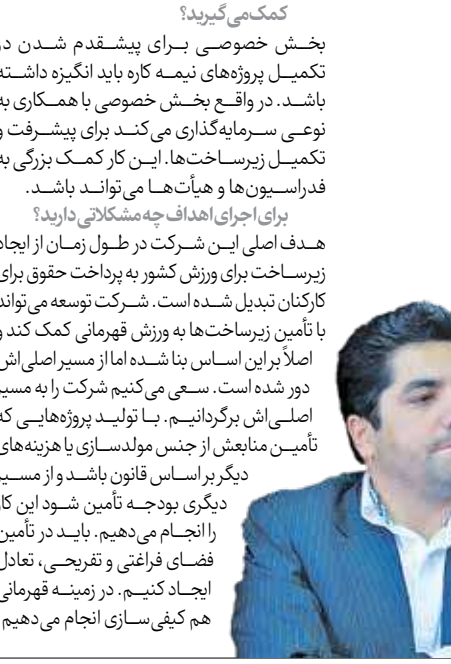 کمک می‌گیرید؟
بخش خصوصی برای پیشقدم شدن در
تکمیل پروژه‌های نیمه کاره باید انگیزه داشته
باشد. در واقع بخش خصوصی با همکاری به
نوعی سرمایه‌گذاری می‌کند برای پیشرفت و
تکمیل زیرساخت‌ها. این کار کمک بزرگی به
فدراسیون‌ها و هیأت‌ها می‌تواند باشد.
برای اجرای اهداف چه مشکلاتی دارید؟
هدف اصلی این شرکت در طول زمان از ایجاد
زیرساخت برای ورزش کشور به پرداخت حقوق برای
کارکنان تبدیل شده است. شرکت توسعه می‌تواند
با تأمین زیرساخت‌ها به ورزش قهرمانی کمک کند و
اصلاً بر این اساس بنا شده اما از مسیر اصلی‌اش
دور شده است. سعی می‌کنیم شرکت را به مسیر
اصلی‌اش برگردانیم. با تولید پروژه‌هایی که
تأمین منابعش از جنس مولدسازی یا هزینه‌های
دیگر بر اساس قانون باشد و از مسیر
دیگری بودجه تأمین شود این کار
را انجام می‌دهیم. باید در تأمین
فضای فراغتی و تفریحی، تعادل
ایجاد کنیم. در زمینه قهرمانی
هم کیفی‌سازی انجام می‌دهیم